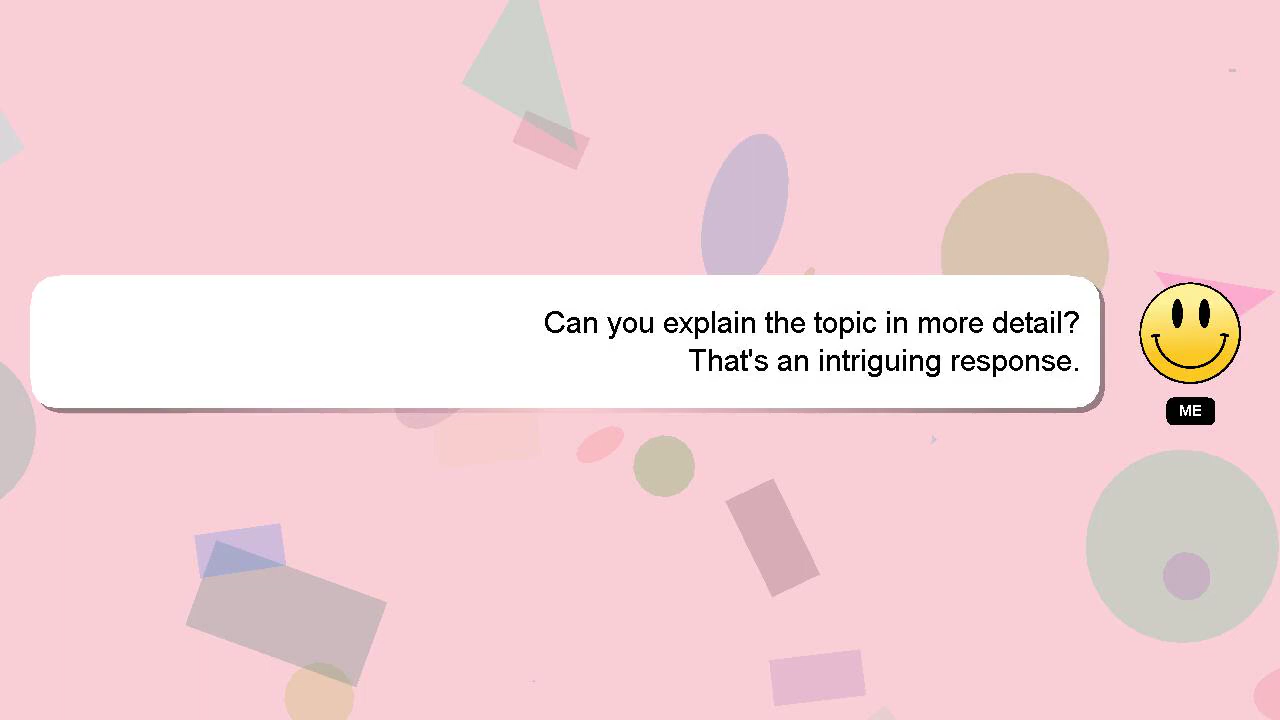 Can you explain the topic in more detail?
That's an intriguing response.
ME